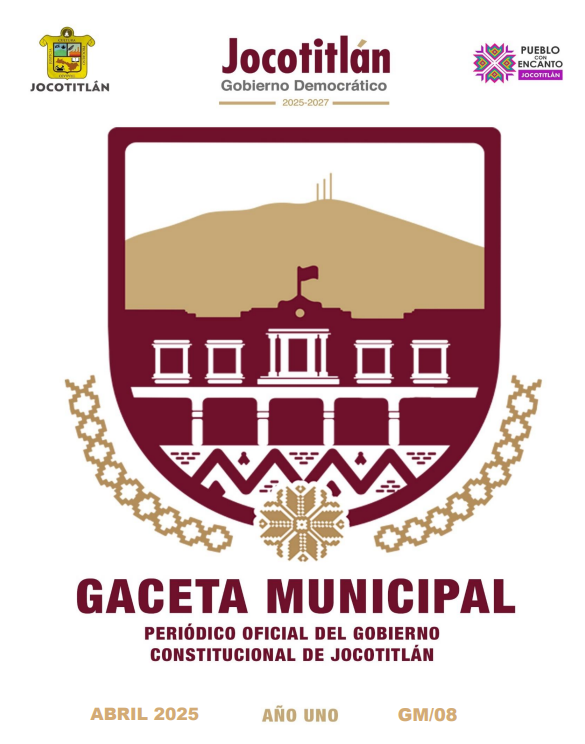 JOCOTITLÁN
Jocotitlán
Gobierno Democrático
2025-2027
PUEBLO
CON
ENCANTO
JOCOTITLÁN
GACETA MUNICIPAL
PERIÓDICO OFICIAL DEL GOBIERNO
CONSTITUCIONAL DE JOCOTITLÁN
ABRIL 2025 AÑO UNO GM/08